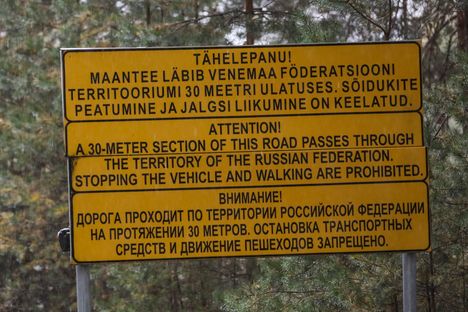 TÄHELEPANU!
MAANTEE LÄBIB VENEMAA FÖDERATSIOONI
TERRITOORIUMI 30 MEETRI ULATUSES. SÕIDUKITE
PEATUMINE JA JALGSI LIIKUMINE ON KEELATUD.
ATTENTION!
A 30-METER SECTION OF THIS ROAD PASSES THROUGH
THE TERRITORY OF THE RUSSIAN FEDERATION.
STOPPING THE VEHICLE AND WALKING ARE PROHIBITED.
ВНИМАНИЕ!
ДОРОГА ПРОХОДИТ ПО ТЕРРИТОРИИ РОССИЙСКОЙ ФЕДЕРАЦИИ
НА ПРОТЯЖЕНИИ 30 МЕТРОВ. ОСТАНОВКА ТРАНСПОРТНЫХ
СРЕДСТВ И ДВИЖЕНИЕ ПЕШЕХОДОВ ЗАПРЕЩЕНО.